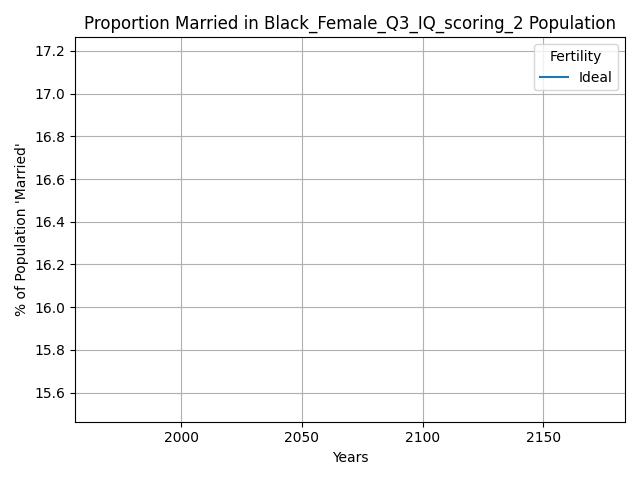 Proportion Married in Black_Female_Q3_IQ_scoring_2 Population
Fertility
Ideal
17.2
17.0
16.8
16.6
16.4
16.2
16.0
15.8
15.6
% of Population 'Married'
2000 2050 2100 2150
Years